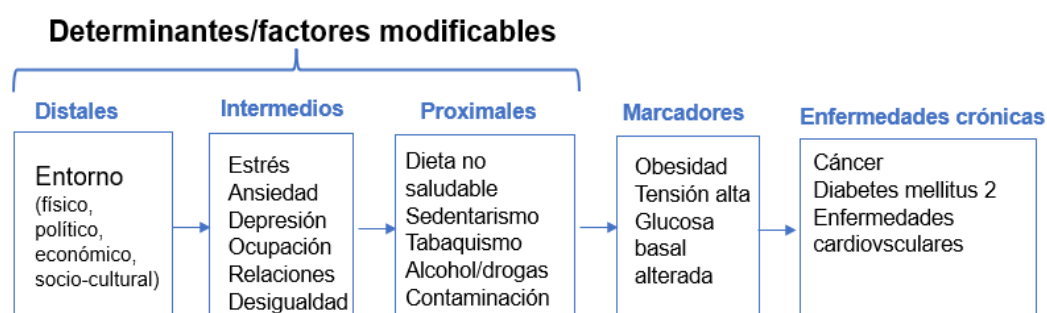 Determinantes/factores modificables
Distales
Entorno
(físico,
político,
económico,
socio-cultural)
Intermedios
Estrés
Ansiedad
Depresión
Ocupación
Relaciones
Desigualdad
Proximales
Dieta no
saludable
Sedentarismo
Tabaquismo
Alcohol/drogas
Contaminación
Marcadores
Obesidad
Tensión alta
Glucosa
basal
alterada
Enfermedades crónicas
Cáncer
Diabetes mellitus 2
Enfermedades
cardiovsculares